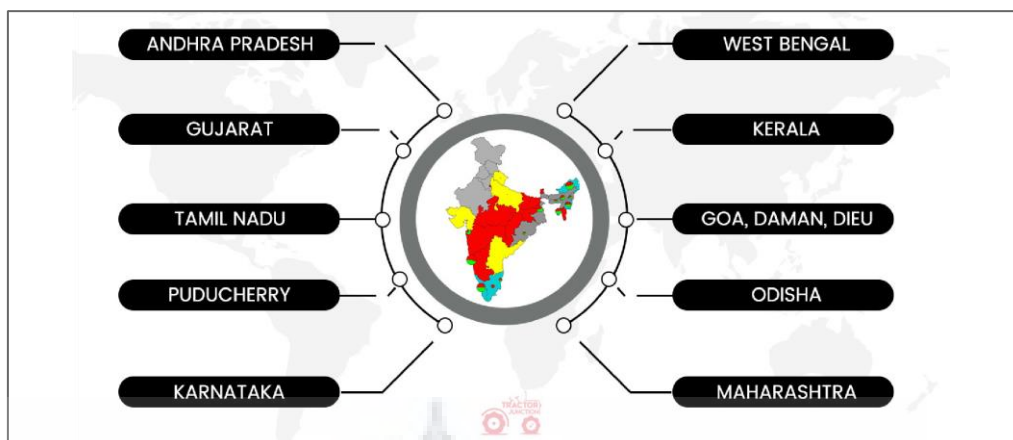 ANDHRA PRADESH
GUJARAT
TAMIL NADU
PUDUCHERRY
KARNATAKA
WEST BENGAL
KERALA
GOA, DAMAN, DIEU
ODISHA
MAHARASHTRA
TRACTOR
JUNCTION